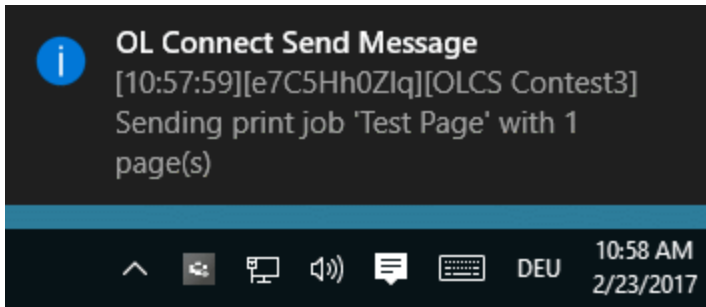 OL Connect Send Message
[10:57:59][e7C5Hh0ZIq][OLCS Contest3]
Sending print job 'Test Page' with 1
page(s)
10:58 AM
DEU
2/23/2017